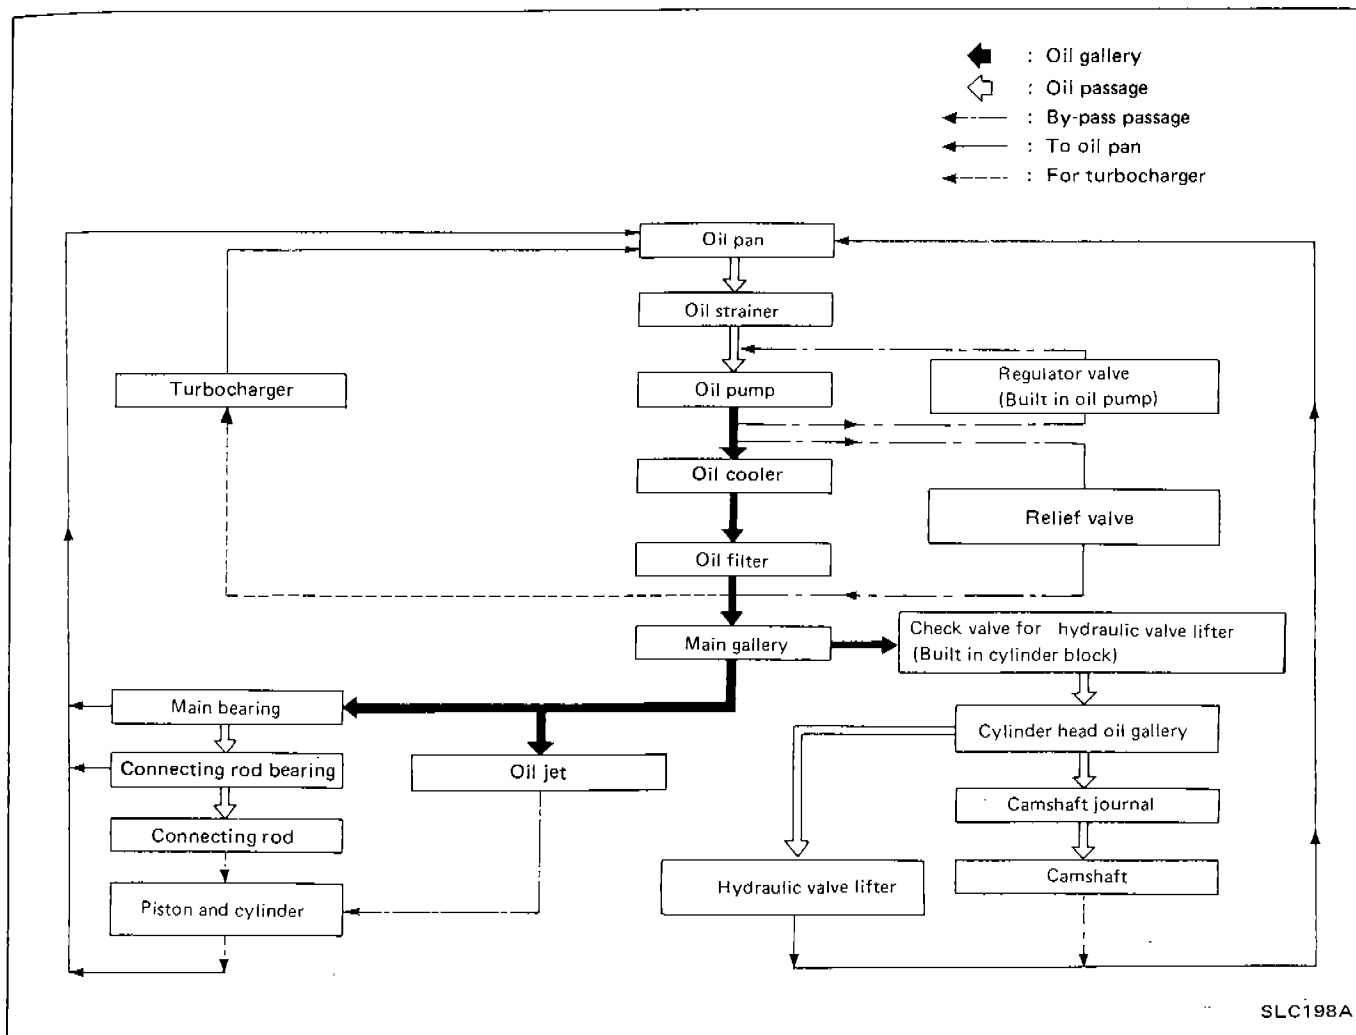 : Oil gallery
: Oil passage
: By-pass passage
: To oil pan
: For turbocharger
Oil pan
Oil strainer
Oil pump
Regulator valve
(Built in oil pump)
Turbocharger
Oil cooler
Relief valve
Oil filter
Main gallery
Check valve for hydraulic valve lifter
(Built in cylinder block)
Main bearing
Cylinder head oil gallery
Connecting rod bearing
Oil jet
Camshaft journal
Connecting rod
Hydraulic valve lifter
Camshaft
Piston and cylinder
SLC198A